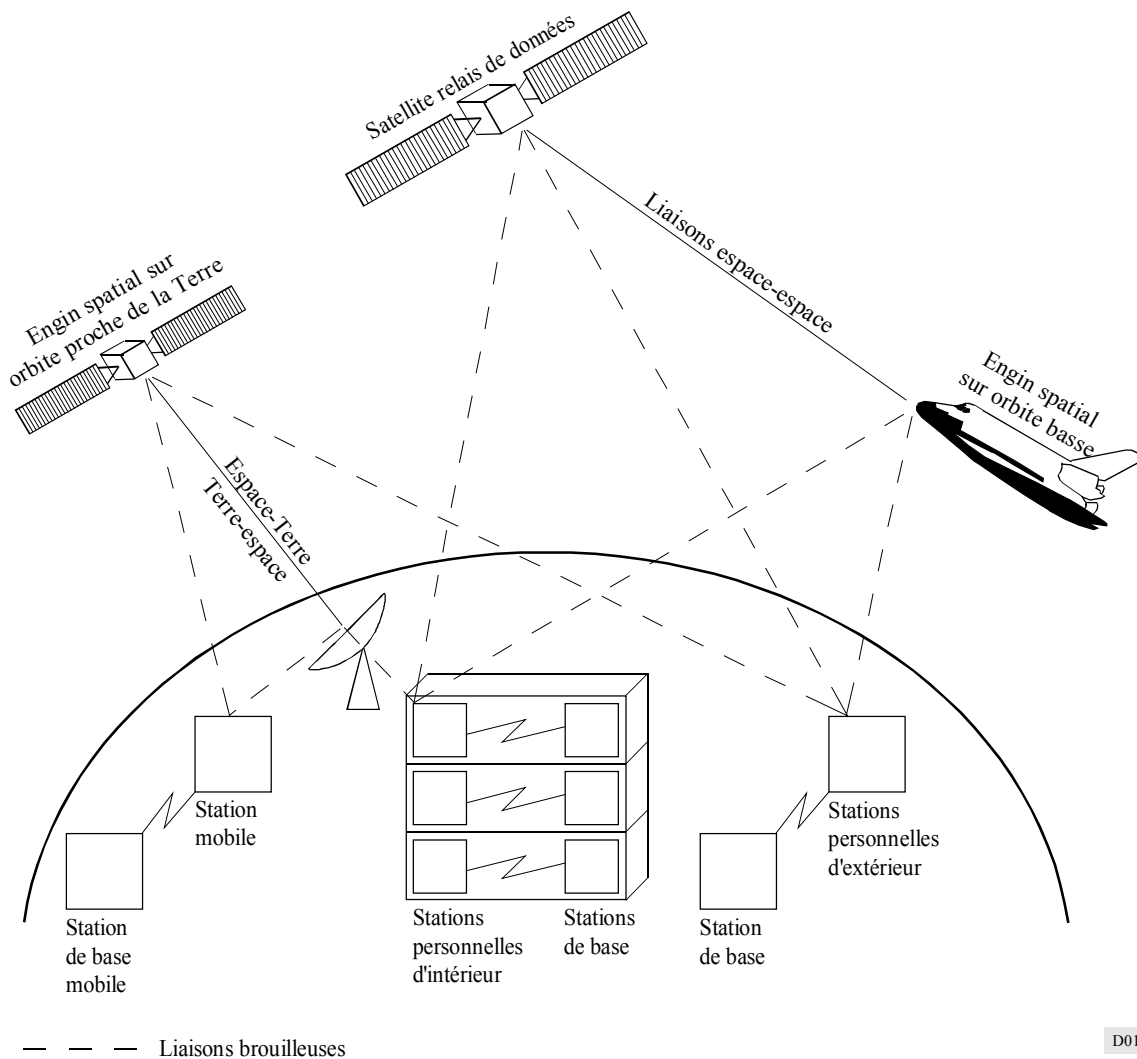 Satellite relais de données
Liaisons espace-espace
Engin spatial sur
orbite proche de la Terre
Engin spatial
sur orbite basse
Espace-Terre
Terre-espace
Station
mobile
Stations
personnelles
d'extérieur
Station
de base
mobile
Stations
personnelles
d'intérieur
Stations
de base
Station
de base
Liaisons brouilleuses
D01